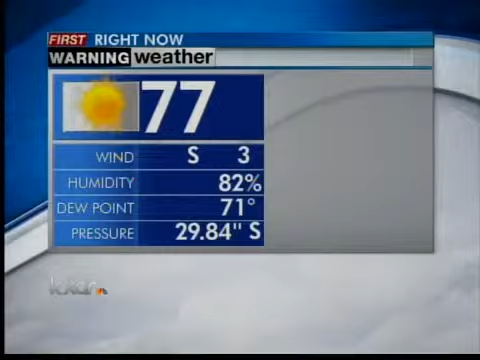 FIRST RIGHT NOW
WARNING weather
77
WIND S 3
HUMIDITY 82%
DEW POINT 71°
PRESSURE 29.84" S
kxan